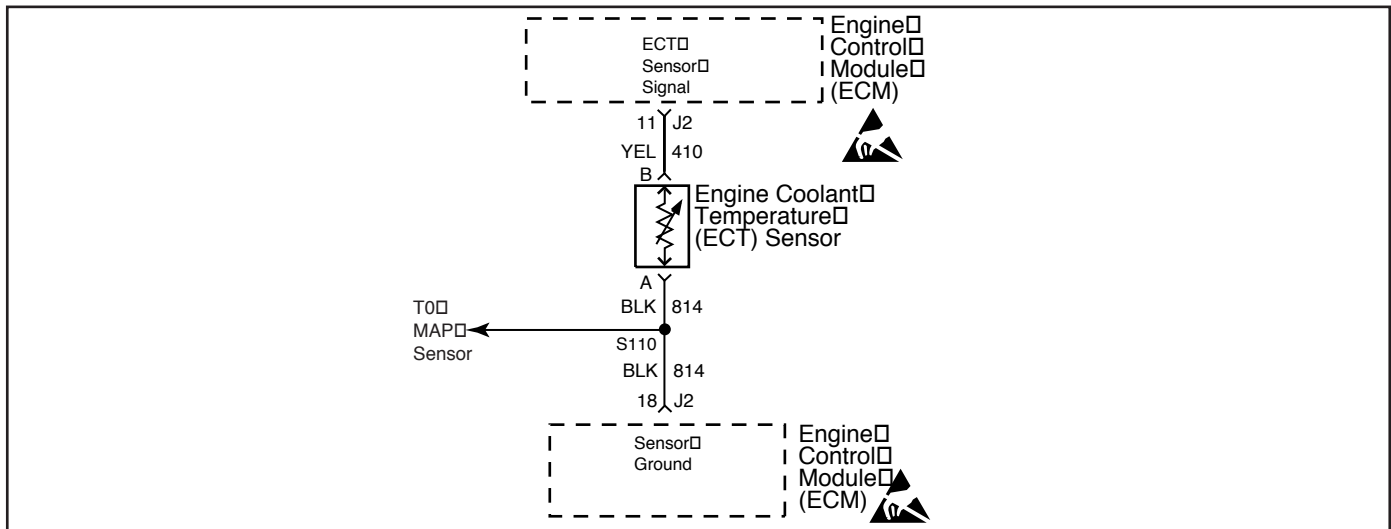 ECT□
Sensor□
Signal
Engine□
Control□
Module□
(ECM)
11 J2
YEL 410
B
Engine Coolant□
Temperature□
(ECT) Sensor
A
BLK 814
T0□
MAP□
Sensor
S110
BLK 814
18 J2
Sensor□
Ground
Engine□
Control□
Module□
(ECM)